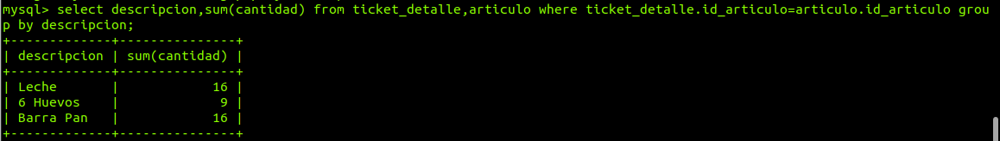 mysql> select descripcion,sum(cantidad) from ticket_detalle,articulo where ticket_detalle.id_articulo=articulo.id_articulo grou
p by descripcion;
+-------------+---------------+
| descripcion | sum(cantidad) |
+-------------+---------------+
| Leche       |            16 |
| 6 Huevos    |             9 |
| Barra Pan   |            16 |
+-------------+---------------+